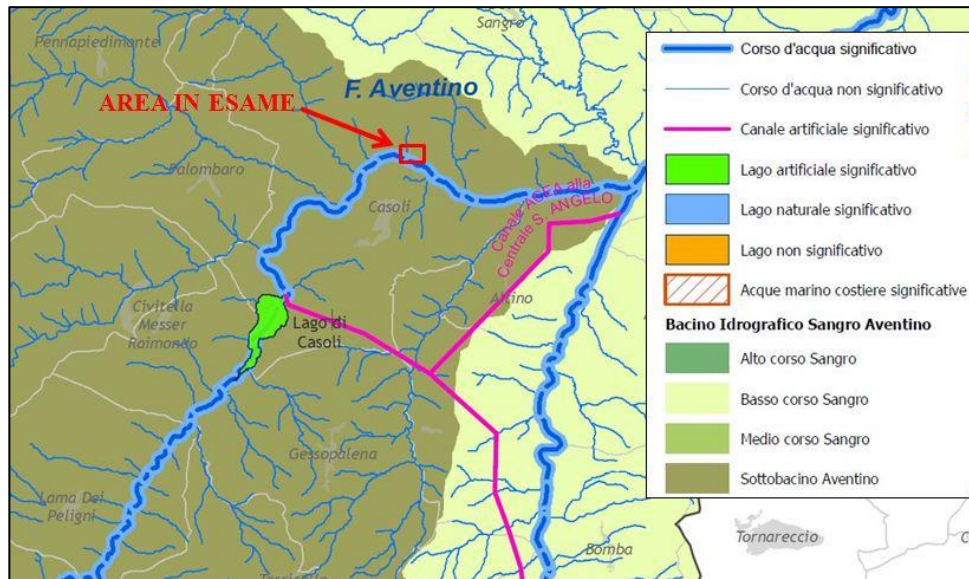 Pennapiedimonte
Sangro
F. Aventino
AREA IN ESAME
Palombaro
Casoli
Canale ACEA alla
Centrale S. ANGELO
Altino
Civitella
Messer
Raimondo
Lago di
Casoli
Gessopalena
Lama Dei
Peligni
Bomba
Tornareccio
Corso d'acqua significativo
Corso d'acqua non significativo
Canale artificiale significativo
Lago artificiale significativo
Lago naturale significativo
Lago non significativo
Acque marino costiere significative
Bacino Idrografico Sangro Aventino
Alto corso Sangro
Basso corso Sangro
Medio corso Sangro
Sottobacino Aventino